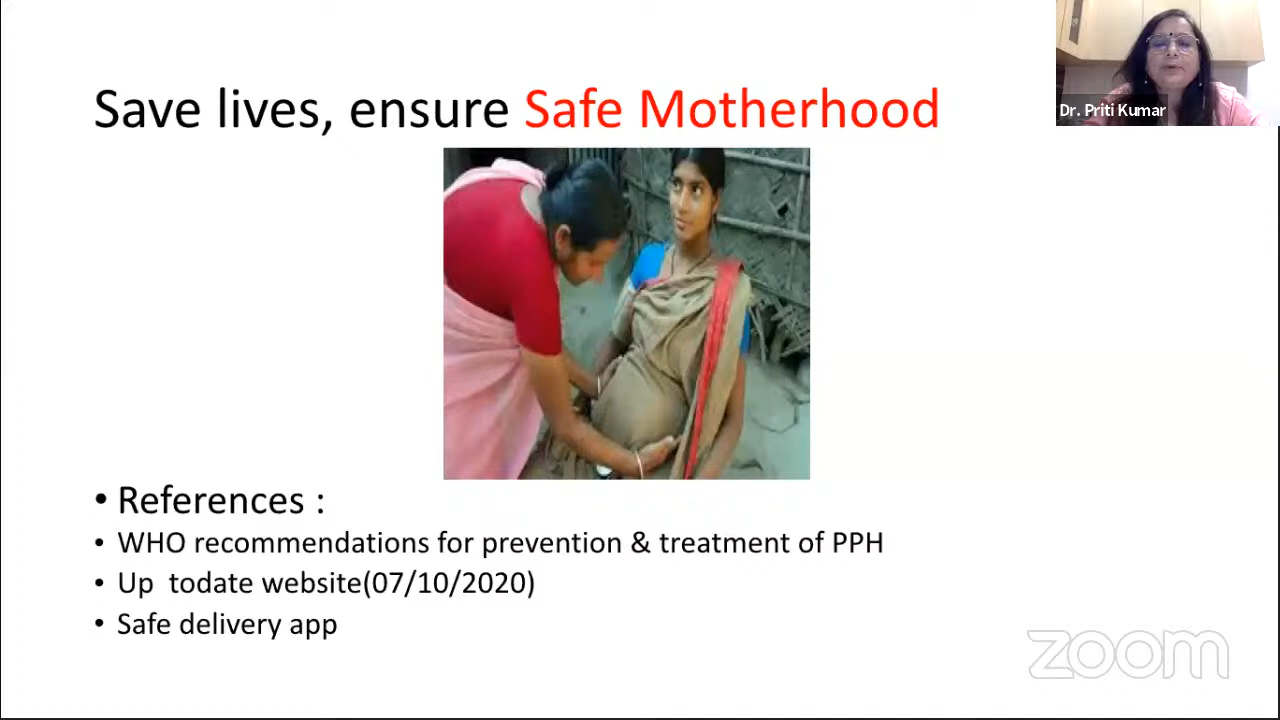 Save lives, ensure Safe Motherhood
Dr. Priti Kumar
• References :
• WHO recommendations for prevention & treatment of PPH
• Up  todate website(07/10/2020)
• Safe delivery app
zoom